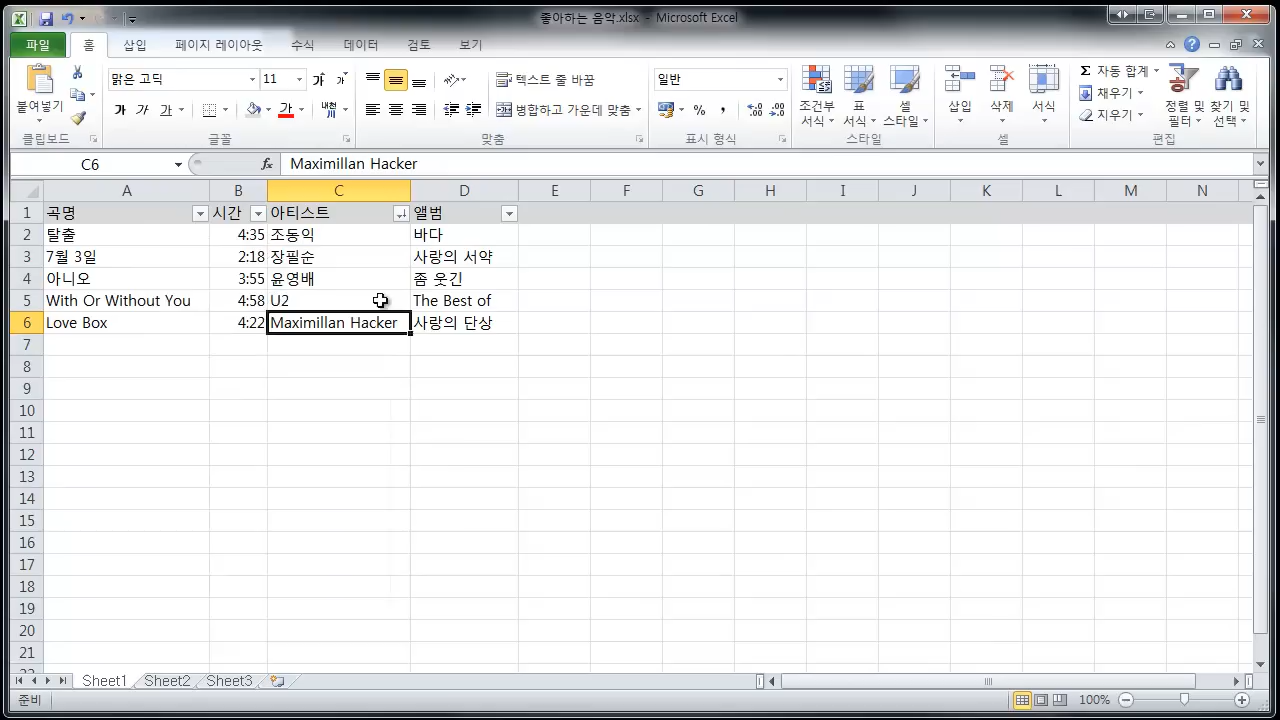 좋아하는 음악.xlsx - Microsoft Excel
파일 홈 삽입 페이지 레이아웃 수식 데이터 검토 보기
붙여넣기 맑은 고딕 11 텍스트 줄 바꿈 일반 조건부 서식 표 서식 셀 스타일 삽입 삭제 서식 자동 합계 채우기 지우기 정렬 및 필터 찾기 및 선택
가 가 가 내천 가 병합하고 가운데 맞춤 %
클립보드 글꼴 맞춤 표시 형식 스타일 셀 편집
C6 fx Maximillan Hacker
A B C D E F G H I J K L M N
1 곡명 시간 아티스트 앨범
2 탈출 4:35 조동익 바다
3 7월 3일 2:18 장필순 사랑의 서약
4 아니오 3:55 윤영배 좀 웃긴
5 With Or Without You 4:58 U2 The Best of
6 Love Box 4:22 Maximillan Hacker 사랑의 단상
7
8
9
10
11
12
13
14
15
16
17
18
19
20
21
Sheet1 Sheet2 Sheet3
준비 100%